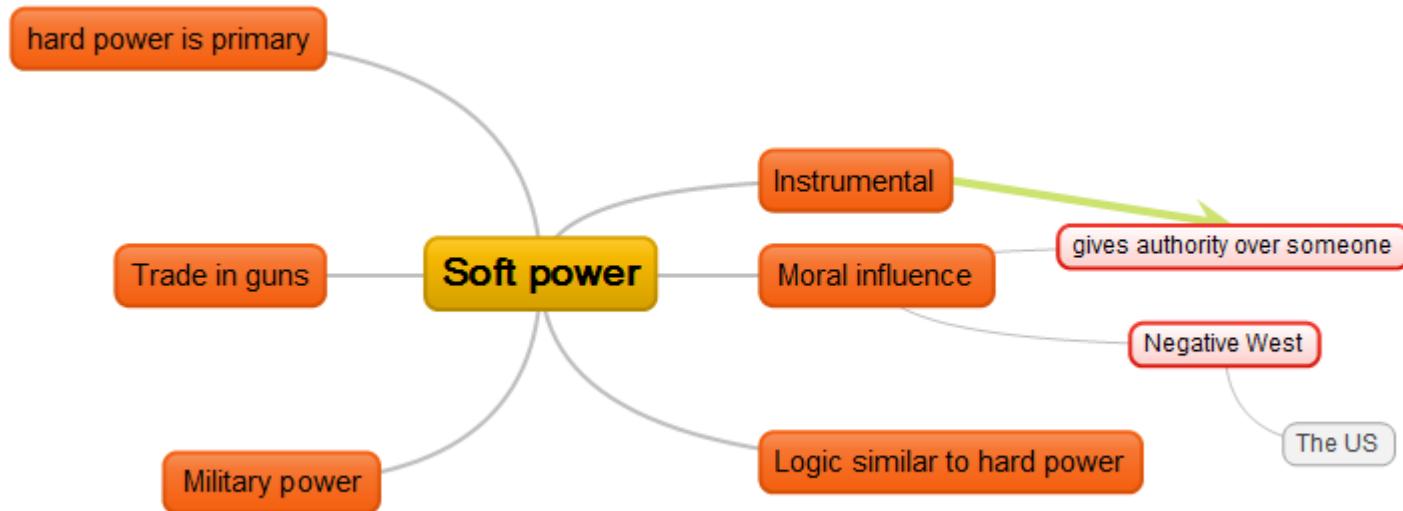 hard power is primary
Instrumental
gives authority over someone
Trade in guns
Soft power
Moral influence
Negative West
The US
Logic similar to hard power
Military power